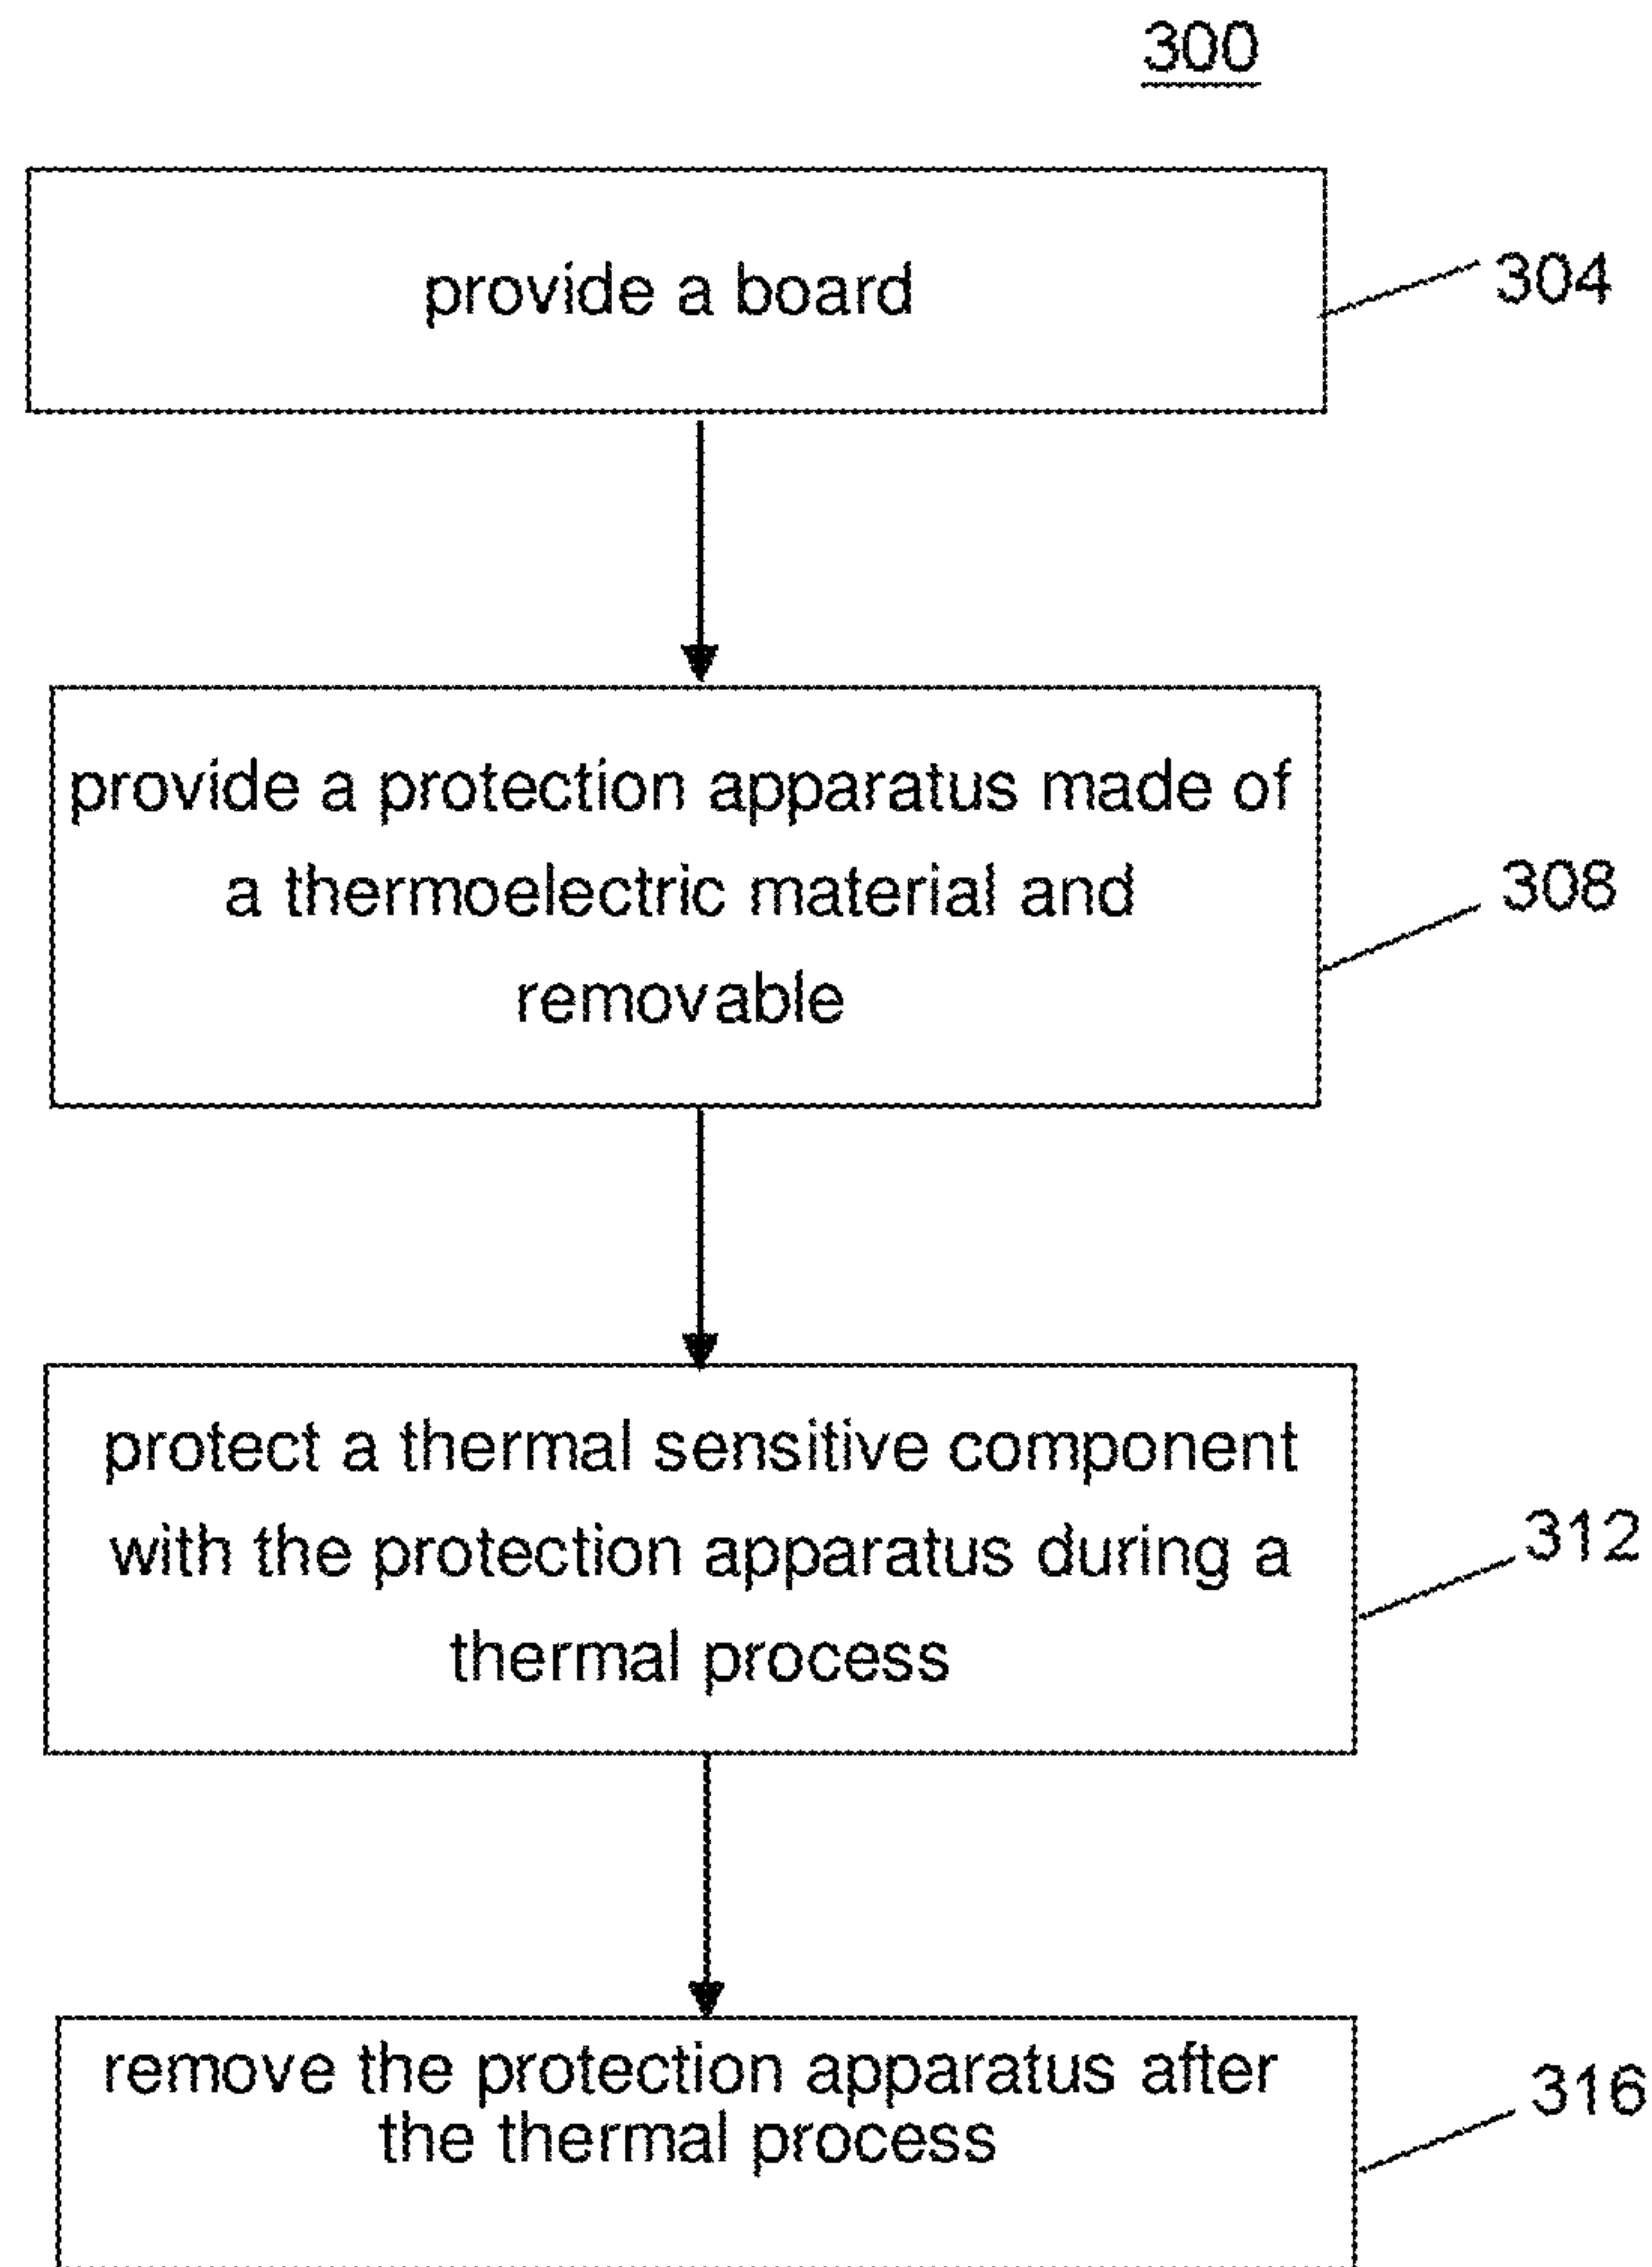 300
provide a board
304
provide a protection apparatus made of
a thermoelectric material and
removable
308
protect a thermal sensitive component
with the protection apparatus during a
thermal process
312
remove the protection apparatus after
the thermal process
316